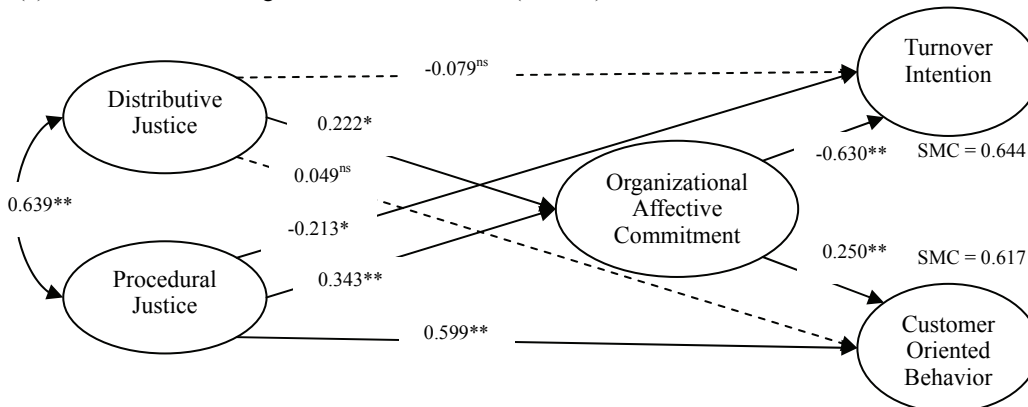 Turnover
Intention
-0.079ns
Distributive
Justice
0.222*
-0.630**
SMC = 0.644
0.049ns
Organizational
Affective
Commitment
0.639**
-0.213*
0.343**
0.250**
SMC = 0.617
Procedural
Justice
0.599**
Customer
Oriented
Behavior